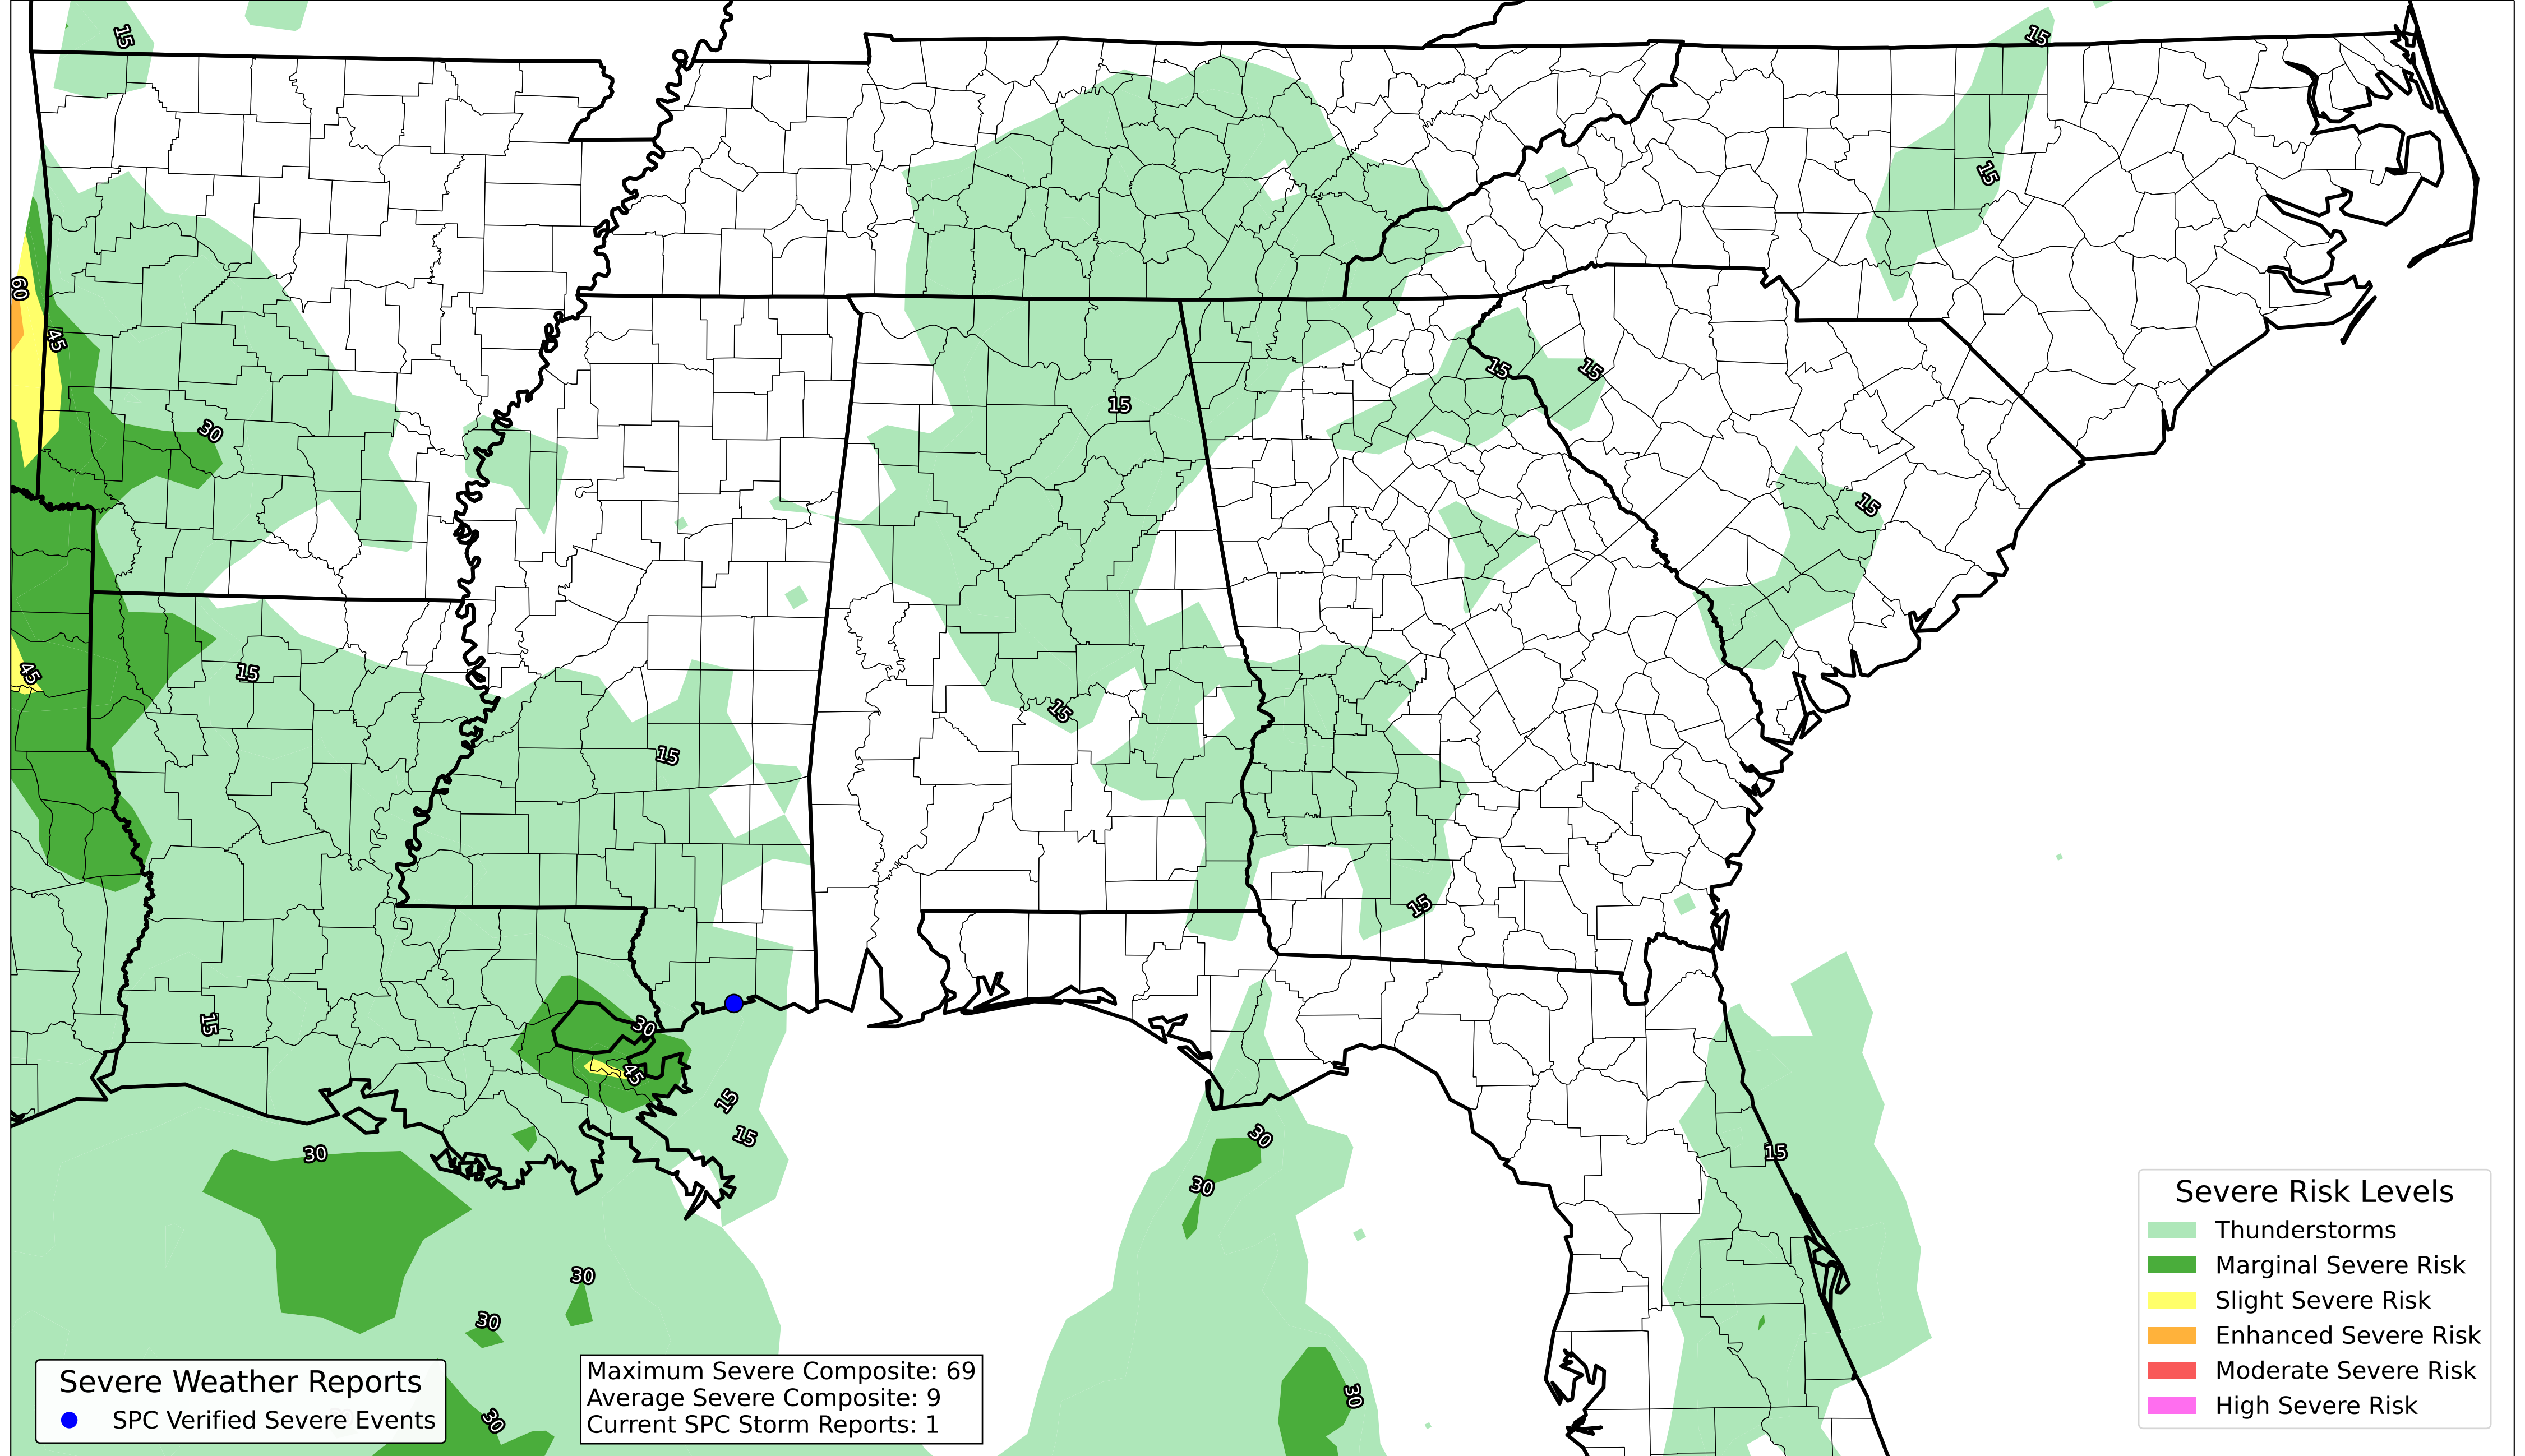 15
15
15
60
45
15
15
15
30
15
45
15
15
15
15
15
30
15
45
15
15
15
30
30
30
30
30
30
30
Severe Weather Reports
SPC Verified Severe Events
Maximum Severe Composite: 69
Average Severe Composite: 9
Current SPC Storm Reports: 1
Severe Risk Levels
Thunderstorms
Marginal Severe Risk
Slight Severe Risk
Enhanced Severe Risk
Moderate Severe Risk
High Severe Risk